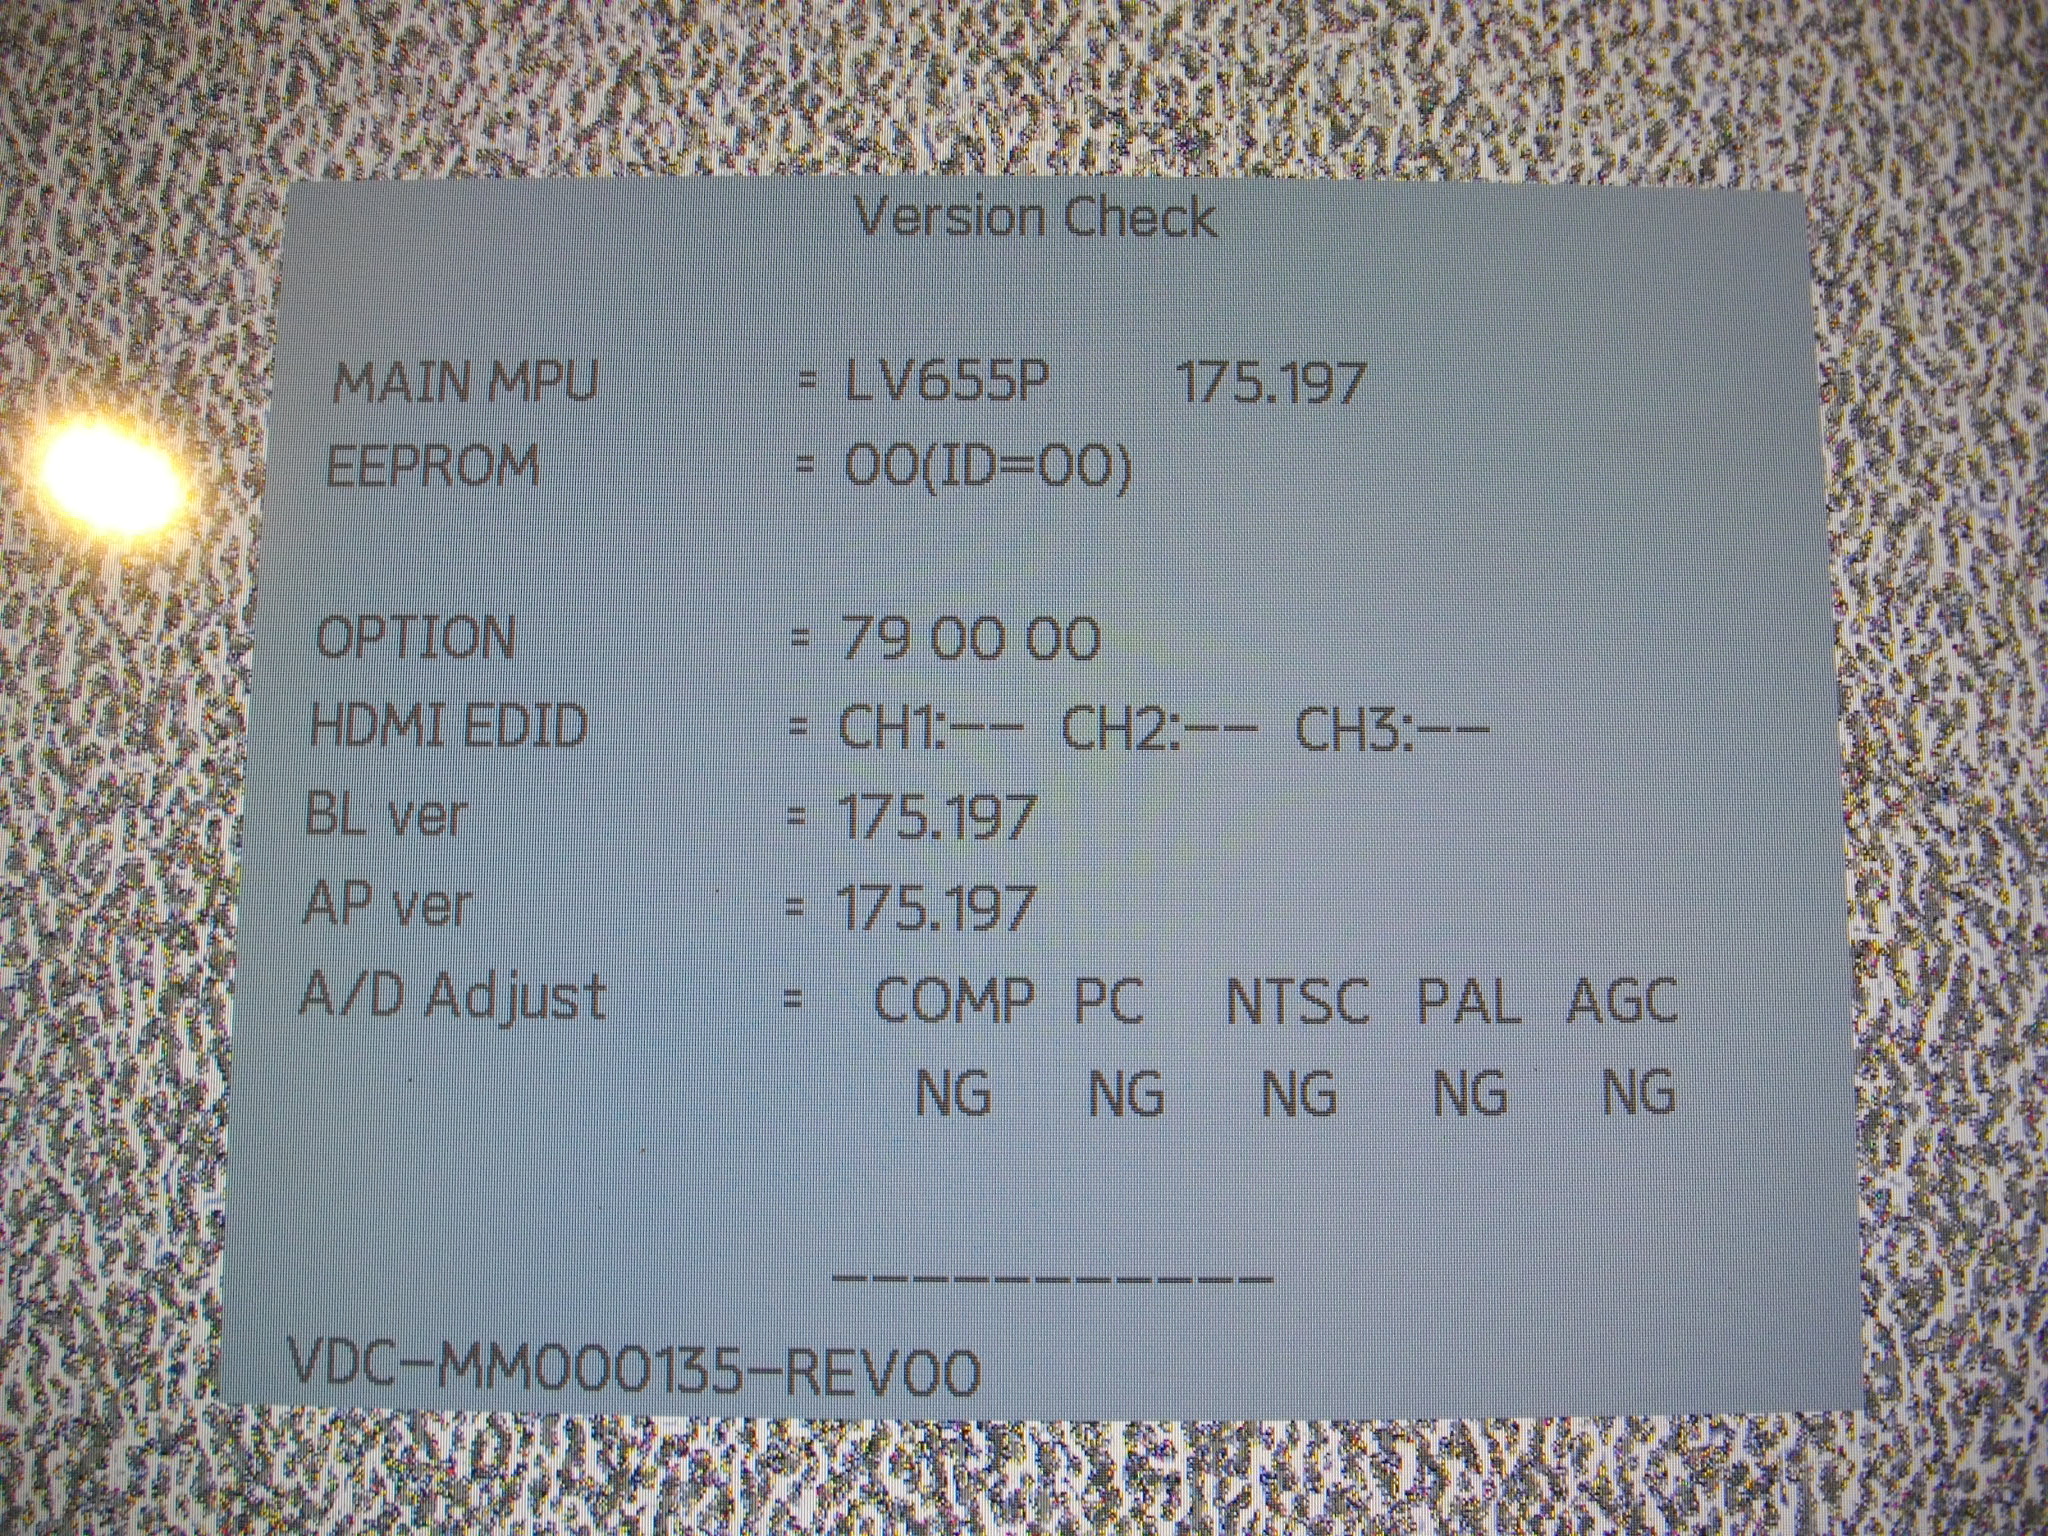 Version Check
MAIN MPU = LV655P 175.197
EEPROM = 00(ID=00)
OPTION = 79 00 00
HDMI EDID = CH1:-- CH2:-- CH3:--
BL ver = 175.197
AP ver = 175.197
A/D Adjust = COMP PC NTSC PAL AGC
NG NG NG NG NG
-----------
VDC-MM000135-REV00